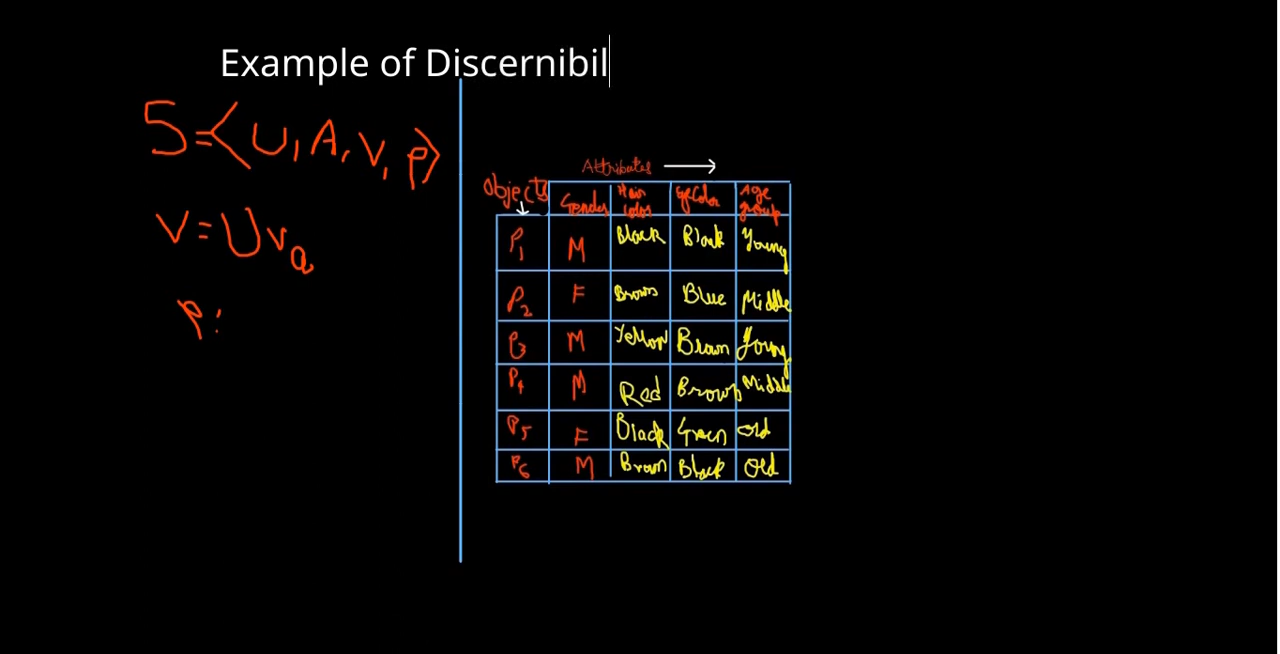 Example of Discernibil
S=<U, A, V, ρ>
V=UVa
ρ:
Attributes
Objects Gender Hair color Eye Color Age group
P1 M Black Black Young
P2 F Brown Blue Middle
P3 M Yellow Brown Young
P4 M Red Brown Middle
P5 F Black Green old
P6 M Brown Black old